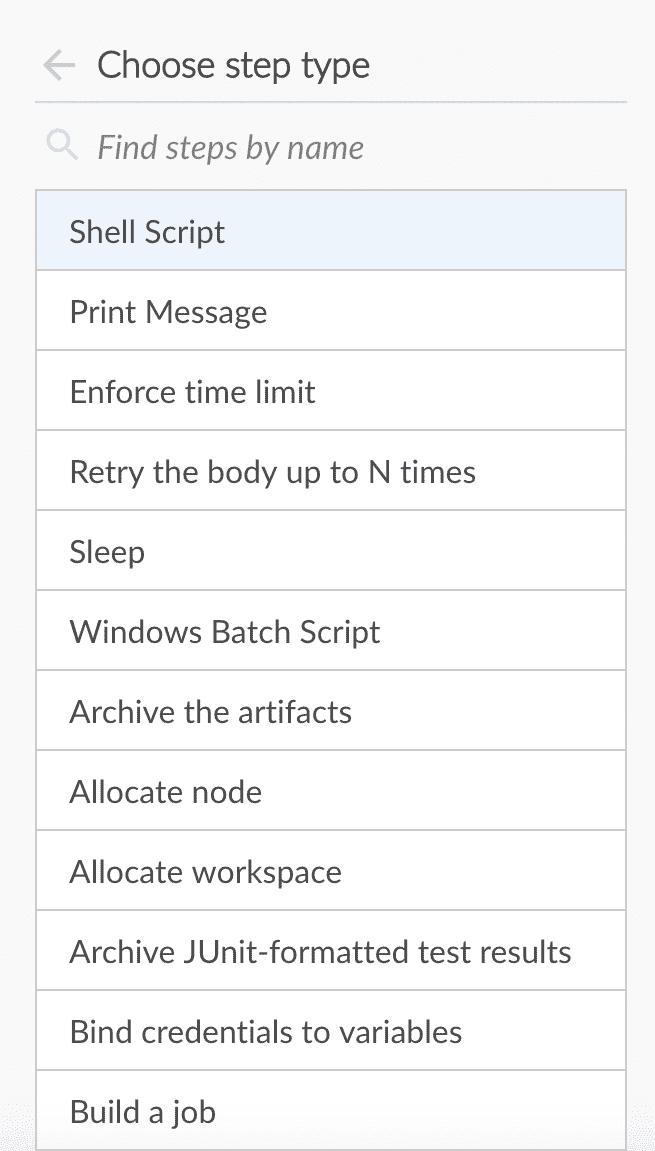 Choose step type
Find steps by name
Shell Script
Print Message
Enforce time limit
Retry the body up to N times
Sleep
Windows Batch Script
Archive the artifacts
Allocate node
Allocate workspace
Archive JUnit-formatted test results
Bind credentials to variables
Build a job